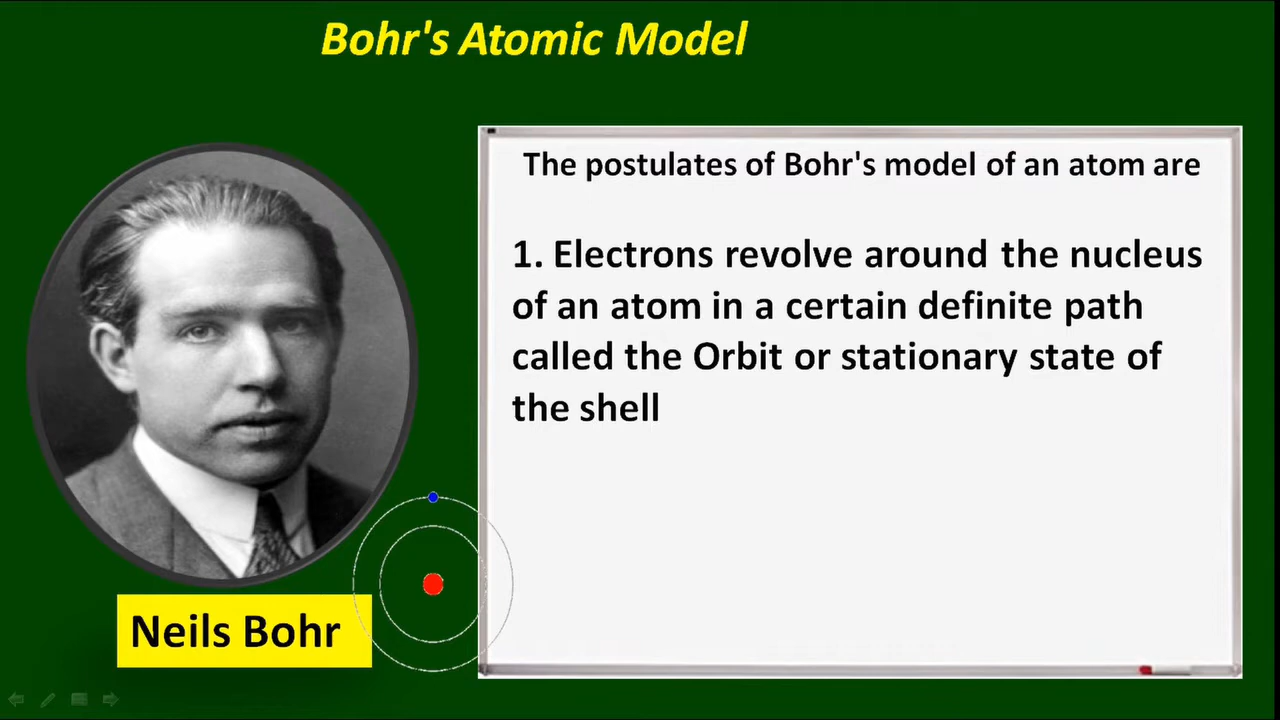 Bohr's Atomic Model
The postulates of Bohr's model of an atom are
1. Electrons revolve around the nucleus
of an atom in a certain definite path
called the Orbit or stationary state of
the shell
Neils Bohr